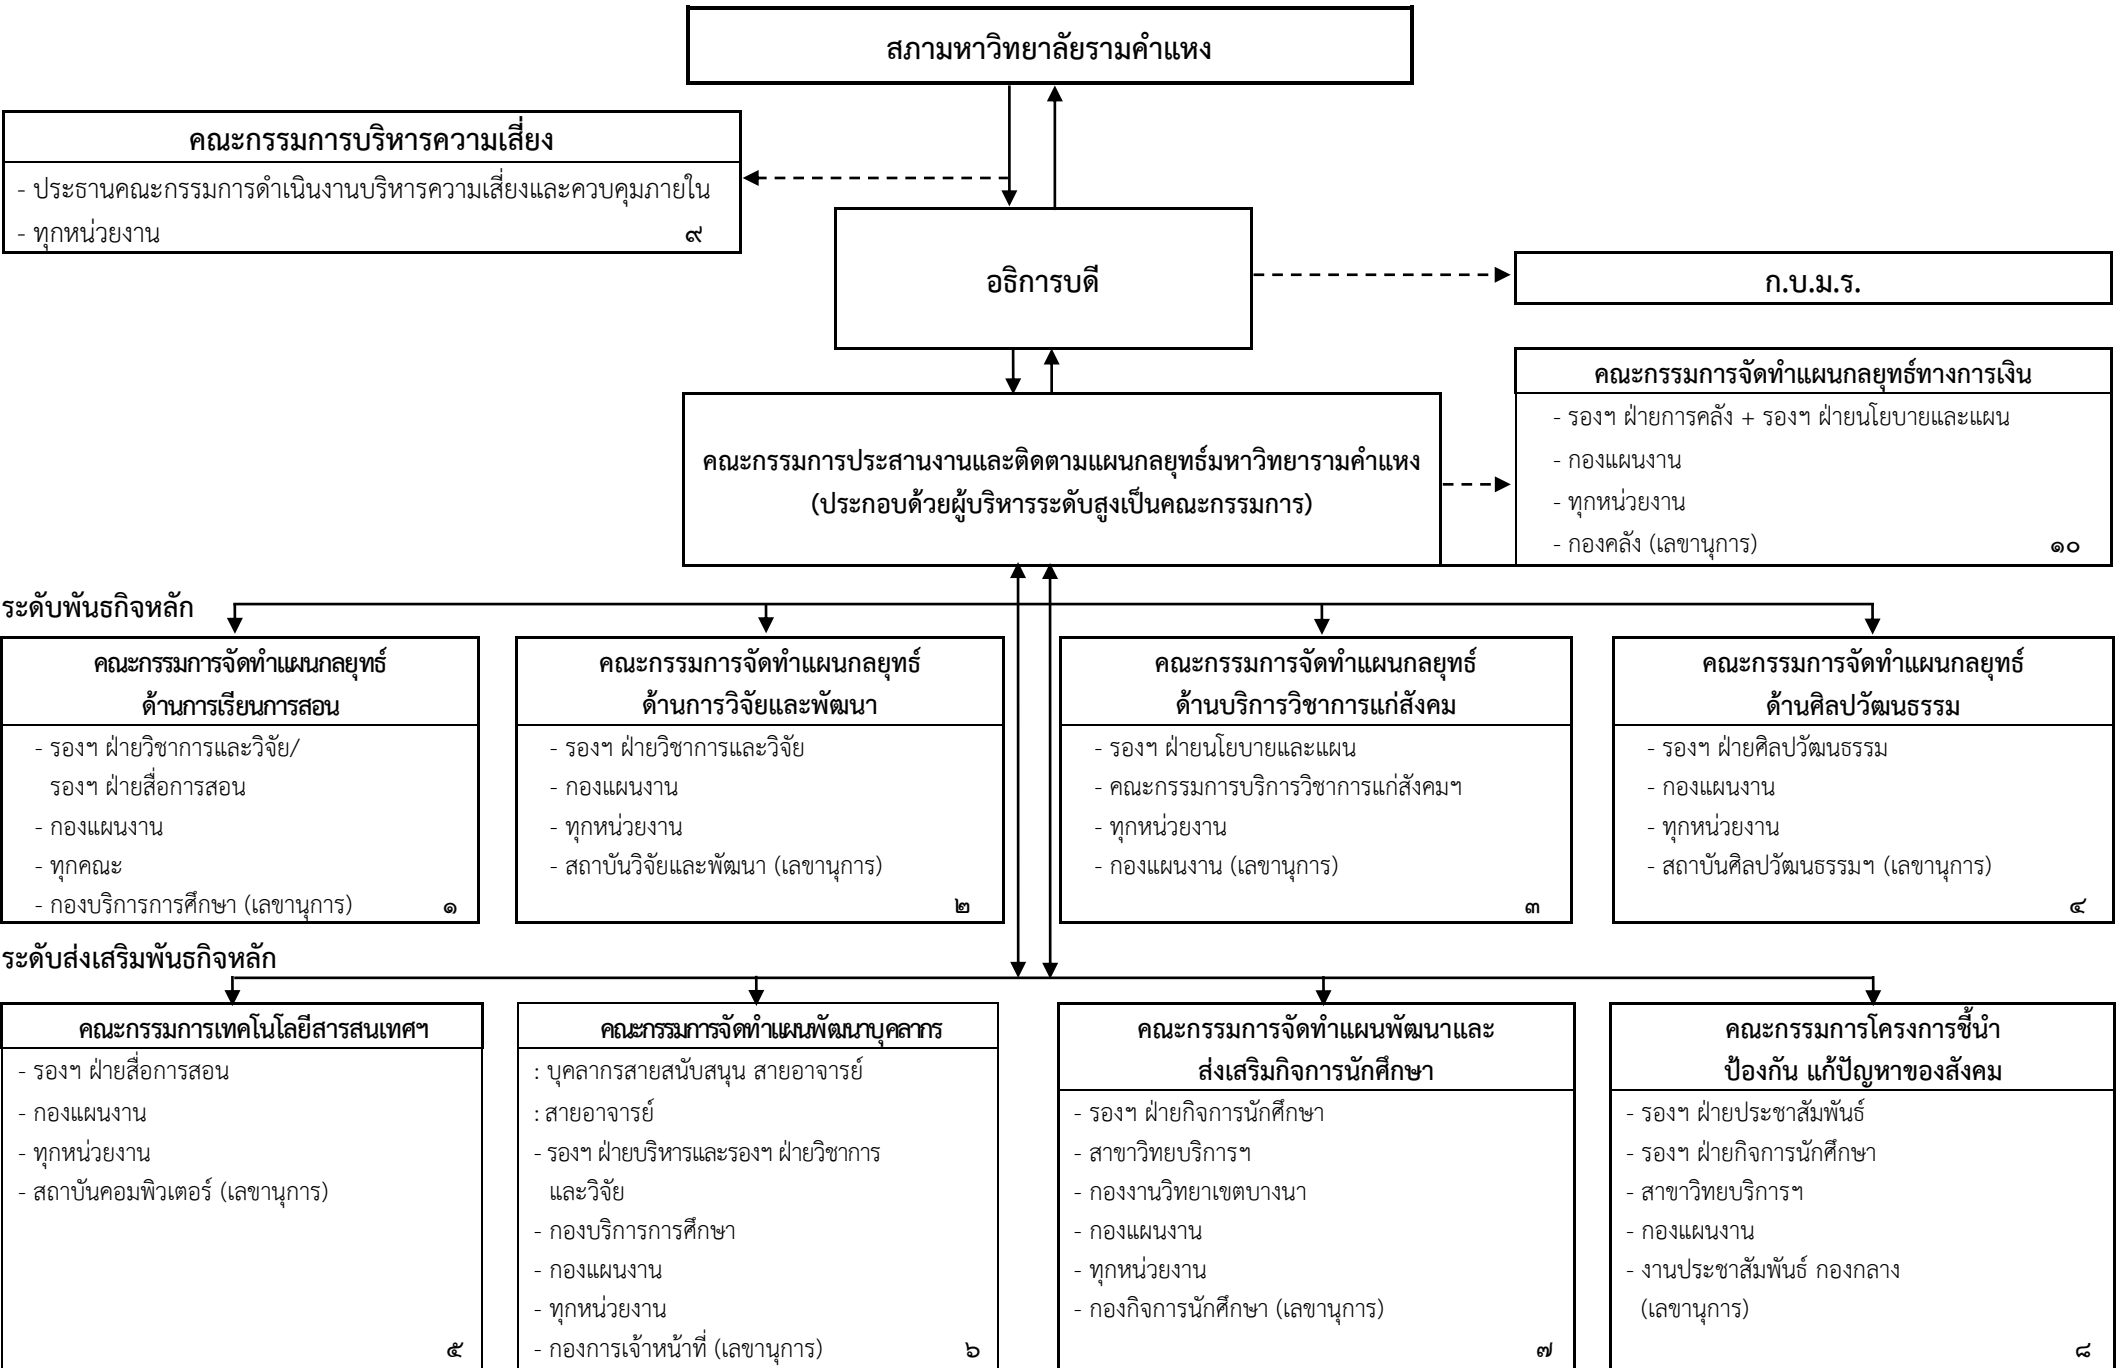 สภามหาวิทยาลัยรามคำแหง
คณะกรรมการบริหารความเสี่ยง
- ประธานคณะกรรมการดำเนินงานบริหารความเสี่ยงและควบคุมภายใน
- ทุกหน่วยงาน ๙
อธิการบดี
ก.บ.ม.ร.
คณะกรรมการจัดทำแผนกลยุทธ์ทางการเงิน
- รองฯ ฝ่ายการคลัง + รองฯ ฝ่ายนโยบายและแผน
- กองแผนงาน
- ทุกหน่วยงาน
- กองคลัง (เลขานุการ) ๑๐
คณะกรรมการประสานงานและติดตามแผนกลยุทธ์มหาวิทยารามคำแหง
(ประกอบด้วยผู้บริหารระดับสูงเป็นคณะกรรมการ)
ระดับพันธกิจหลัก
คณะกรรมการจัดทำแผนกลยุทธ์
ด้านการเรียนการสอน
- รองฯ ฝ่ายวิชาการและวิจัย/
รองฯ ฝ่ายสื่อการสอน
- กองแผนงาน
- ทุกคณะ
- กองบริการการศึกษา (เลขานุการ) ๑
คณะกรรมการจัดทำแผนกลยุทธ์
ด้านการวิจัยและพัฒนา
- รองฯ ฝ่ายวิชาการและวิจัย
- กองแผนงาน
- ทุกหน่วยงาน
- สถาบันวิจัยและพัฒนา (เลขานุการ)
๒
คณะกรรมการจัดทำแผนกลยุทธ์
ด้านบริการวิชาการแก่สังคม
- รองฯ ฝ่ายนโยบายและแผน
- คณะกรรมการบริการวิชาการแก่สังคมฯ
- ทุกหน่วยงาน
- กองแผนงาน (เลขานุการ)
๓
คณะกรรมการจัดทำแผนกลยุทธ์
ด้านศิลปวัฒนธรรม
- รองฯ ฝ่ายศิลปวัฒนธรรม
- กองแผนงาน
- ทุกหน่วยงาน
- สถาบันศิลปวัฒนธรรมฯ (เลขานุการ)
๔
ระดับส่งเสริมพันธกิจหลัก
คณะกรรมการเทคโนโลยีสารสนเทศฯ
- รองฯ ฝ่ายสื่อการสอน
- กองแผนงาน
- ทุกหน่วยงาน
- สถาบันคอมพิวเตอร์ (เลขานุการ)
๕
คณะกรรมการจัดทำแผนพัฒนาบุคลากร
: บุคลากรสายสนับสนุน สายอาจารย์
: สายอาจารย์
- รองฯ ฝ่ายบริหารและรองฯ ฝ่ายวิชาการ
และวิจัย
- กองบริการการศึกษา
- กองแผนงาน
- ทุกหน่วยงาน
- กองการเจ้าหน้าที่ (เลขานุการ) ๖
คณะกรรมการจัดทำแผนพัฒนาและ
ส่งเสริมกิจการนักศึกษา
- รองฯ ฝ่ายกิจการนักศึกษา
- สาขาวิทยบริการฯ
- กองงานวิทยาเขตบางนา
- กองแผนงาน
- ทุกหน่วยงาน
- กองกิจการนักศึกษา (เลขานุการ)
๗
คณะกรรมการโครงการชี้นำ
ป้องกัน แก้ปัญหาของสังคม
- รองฯ ฝ่ายประชาสัมพันธ์
- รองฯ ฝ่ายกิจการนักศึกษา
- สาขาวิทยบริการฯ
- กองแผนงาน
- งานประชาสัมพันธ์ กองกลาง
(เลขานุการ)
๘